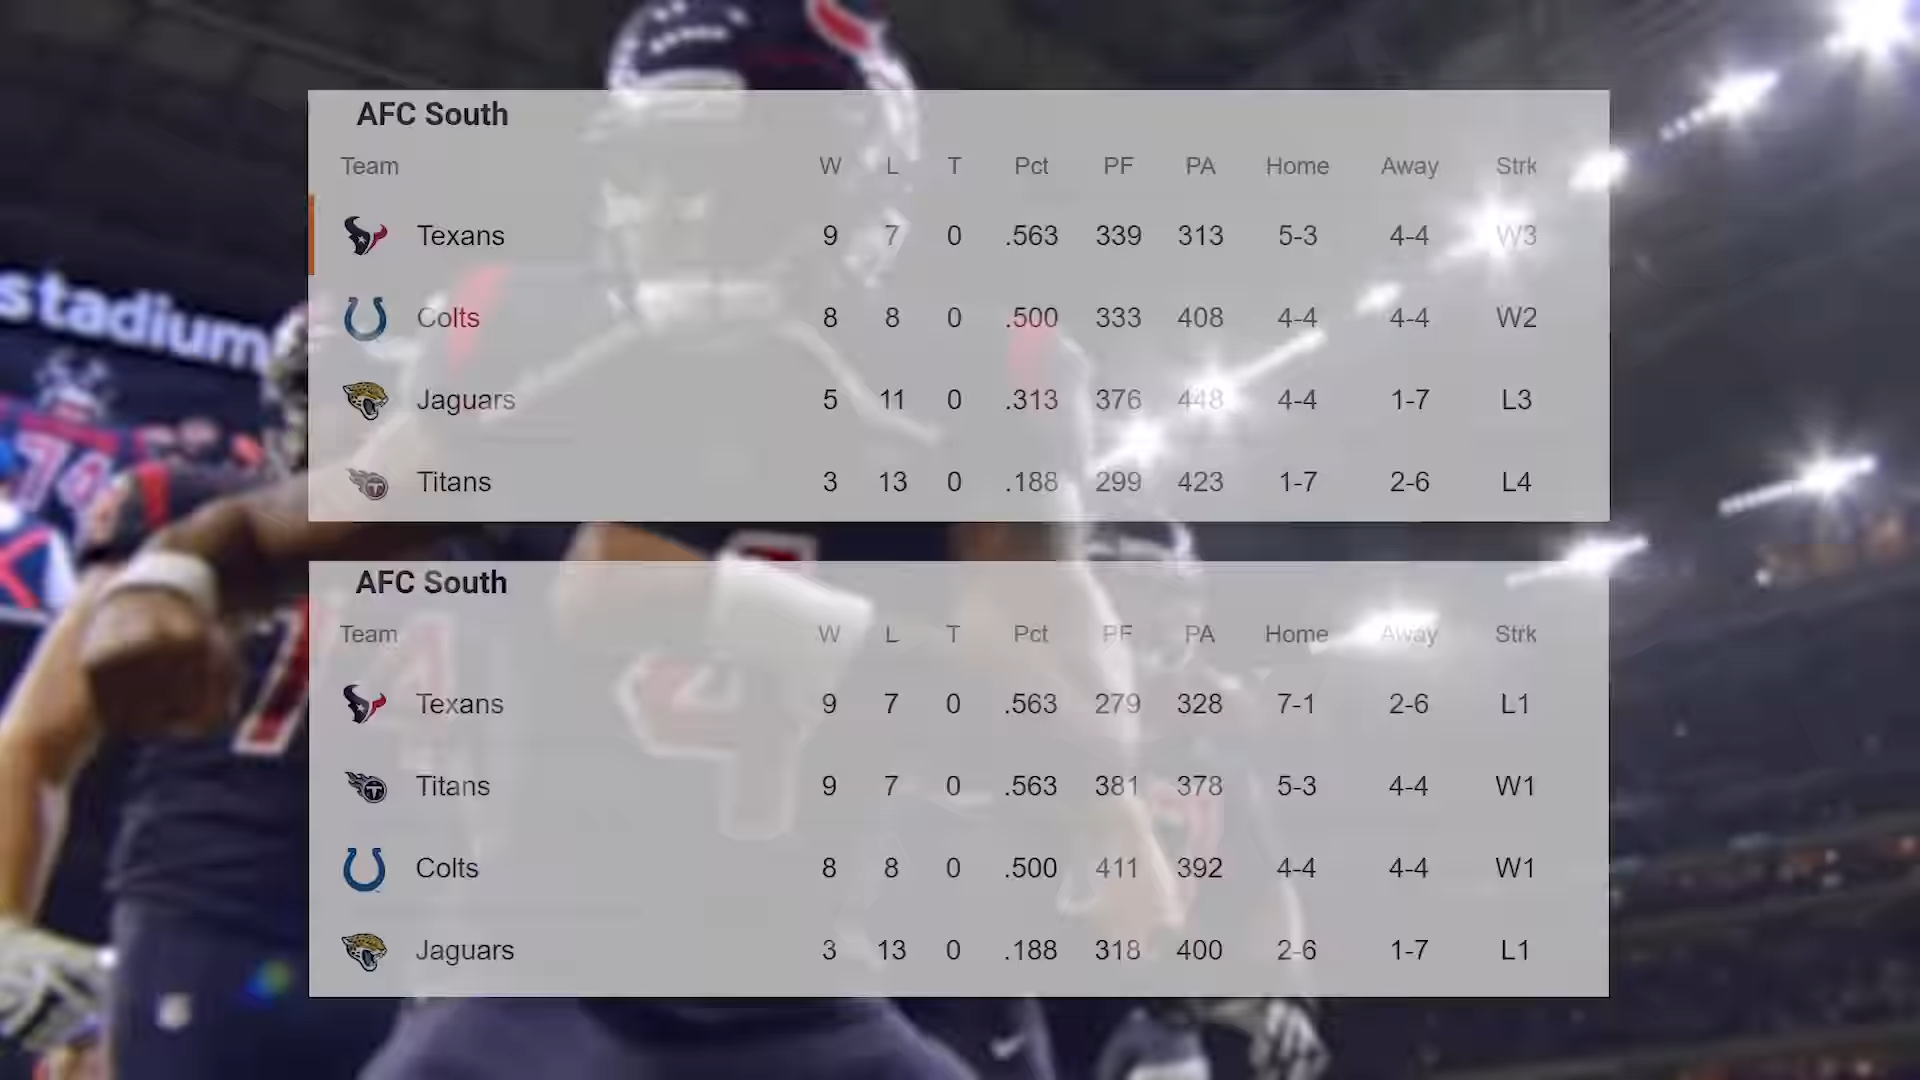 stadium
74
AFC South
Team W L T Pct PF PA Home Away Strk
Texans 9 7 0 .563 339 313 5-3 4-4 W3
Colts 8 8 0 .500 333 408 4-4 4-4 W2
Jaguars 5 11 0 .313 376 448 4-4 1-7 L3
Titans 3 13 0 .188 299 423 1-7 2-6 L4
AFC South
Team W L T Pct PF PA Home Away Strk
Texans 9 7 0 .563 279 328 7-1 2-6 L1
Titans 9 7 0 .563 381 378 5-3 4-4 W1
Colts 8 8 0 .500 411 392 4-4 4-4 W1
Jaguars 3 13 0 .188 318 400 2-6 1-7 L1
74
4